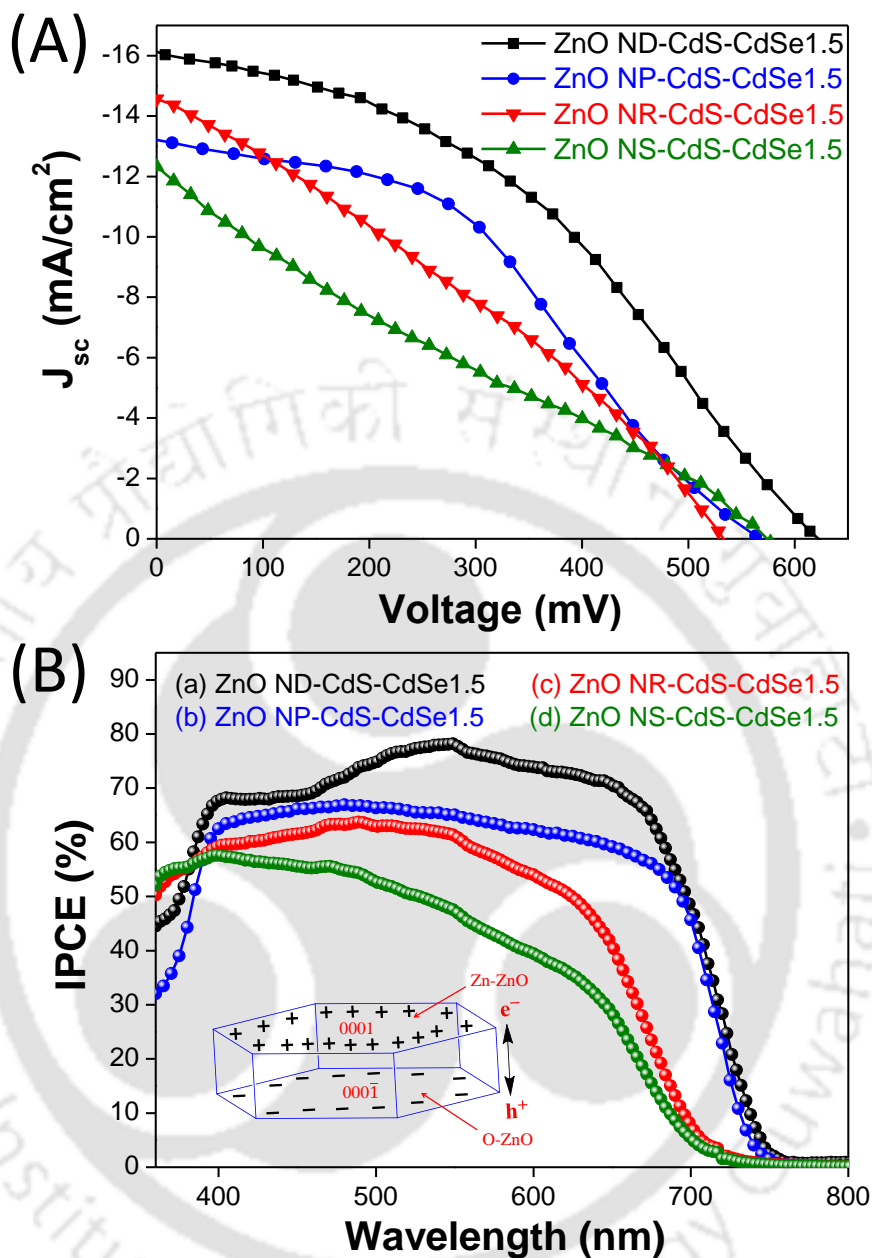 (A)
ZnO ND-CdS-CdSe1.5
ZnO NP-CdS-CdSe1.5
ZnO NR-CdS-CdSe1.5
ZnO NS-CdS-CdSe1.5
-16
-14
-12
-10
-8
-6
-4
-2
0
J_sc (mA/cm²)
0 100 200 300 400 500 600
Voltage (mV)
(B)
(a) ZnO ND-CdS-CdSe1.5 (c) ZnO NR-CdS-CdSe1.5
(b) ZnO NP-CdS-CdSe1.5 (d) ZnO NS-CdS-CdSe1.5
90
80
70
60
50
40
30
20
10
0
IPCE (%)
Zn-ZnO
0001
e⁻
0001̄
h⁺
O-ZnO
400 500 600 700 800
Wavelength (nm)